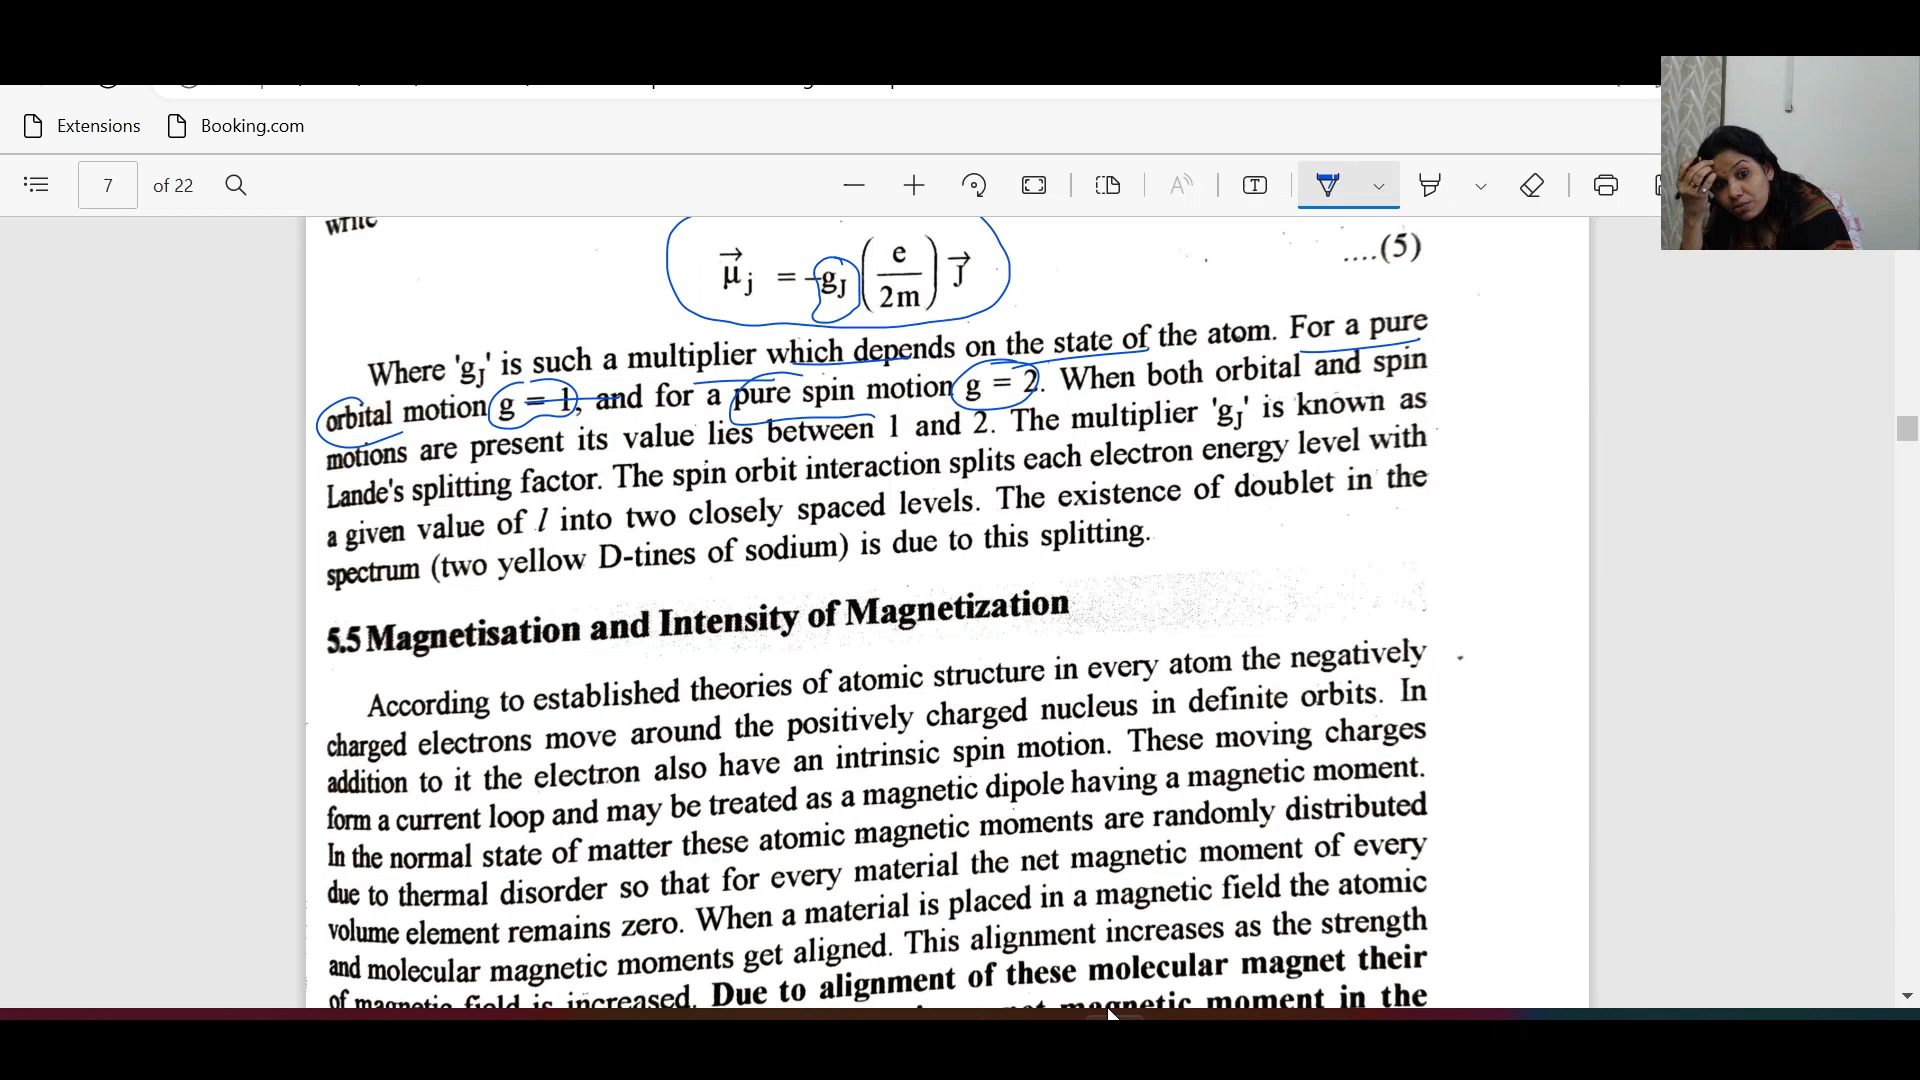 Extensions Booking.com
7 of 22
write
μ⃗j = -gJ (e/2m) J⃗ ....(5)
Where 'gJ' is such a multiplier which depends on the state of the atom. For a pure
orbital motion g = 1, and for a pure spin motion g = 2. When both orbital and spin
motions are present its value lies between 1 and 2. The multiplier 'gJ' is known as
Lande's splitting factor. The spin orbit interaction splits each electron energy level with
a given value of l into two closely spaced levels. The existence of doublet in the
spectrum (two yellow D-tines of sodium) is due to this splitting.
5.5 Magnetisation and Intensity of Magnetization
According to established theories of atomic structure in every atom the negatively
charged electrons move around the positively charged nucleus in definite orbits. In
addition to it the electron also have an intrinsic spin motion. These moving charges
form a current loop and may be treated as a magnetic dipole having a magnetic moment.
In the normal state of matter these atomic magnetic moments are randomly distributed
due to thermal disorder so that for every material the net magnetic moment of every
volume element remains zero. When a material is placed in a magnetic field the atomic
and molecular magnetic moments get aligned. This alignment increases as the strength
of magnetic field is increased. Due to alignment of these molecular magnet their
net magnetic moment in the